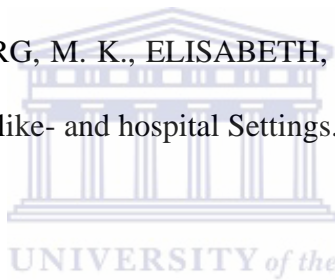 RG, M. K., ELISABETH,
like- and hospital Settings.
UNIVERSITY of the